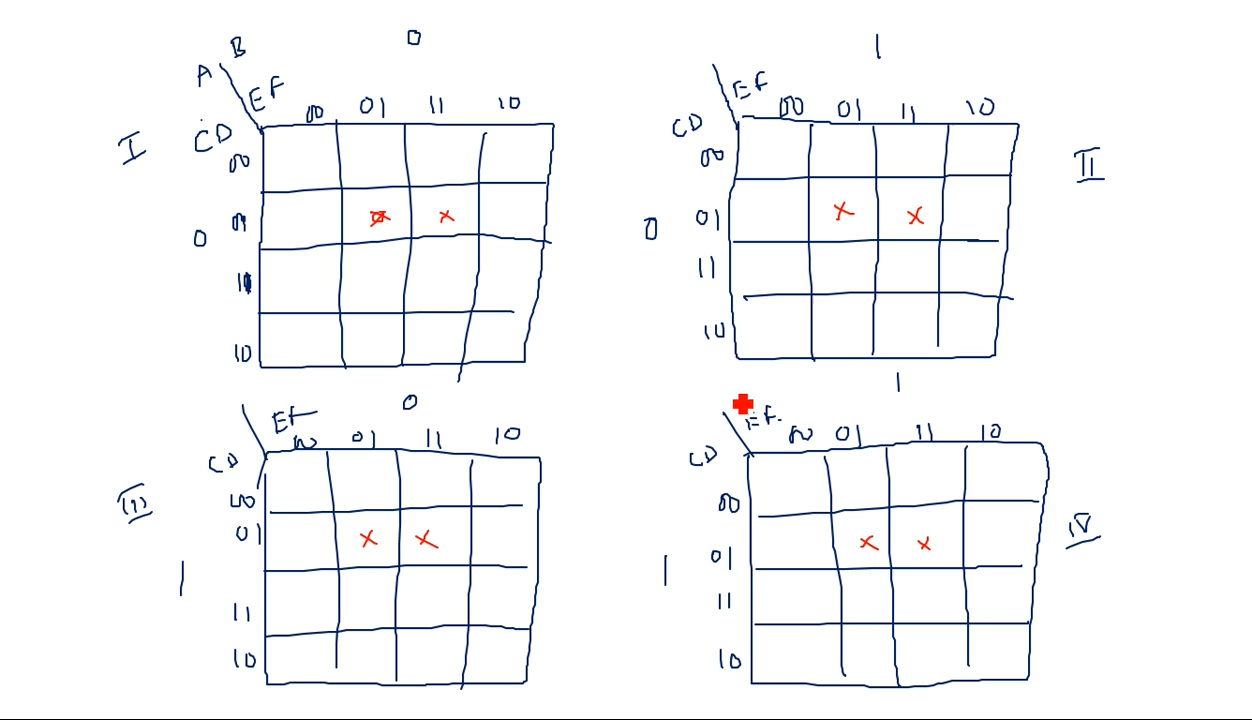 B 0 1
A EF EF
00 01 11 10 00 01 11 10
I CD CD
00 00 II
0 01 × 0 01 × ×
11 11
10 10
0 1
EF EF.
00 01 11 10 00 01 11 10
CD CD
III 00 00 IV
01 × × 01 × ×
1 11 1 11
10 10